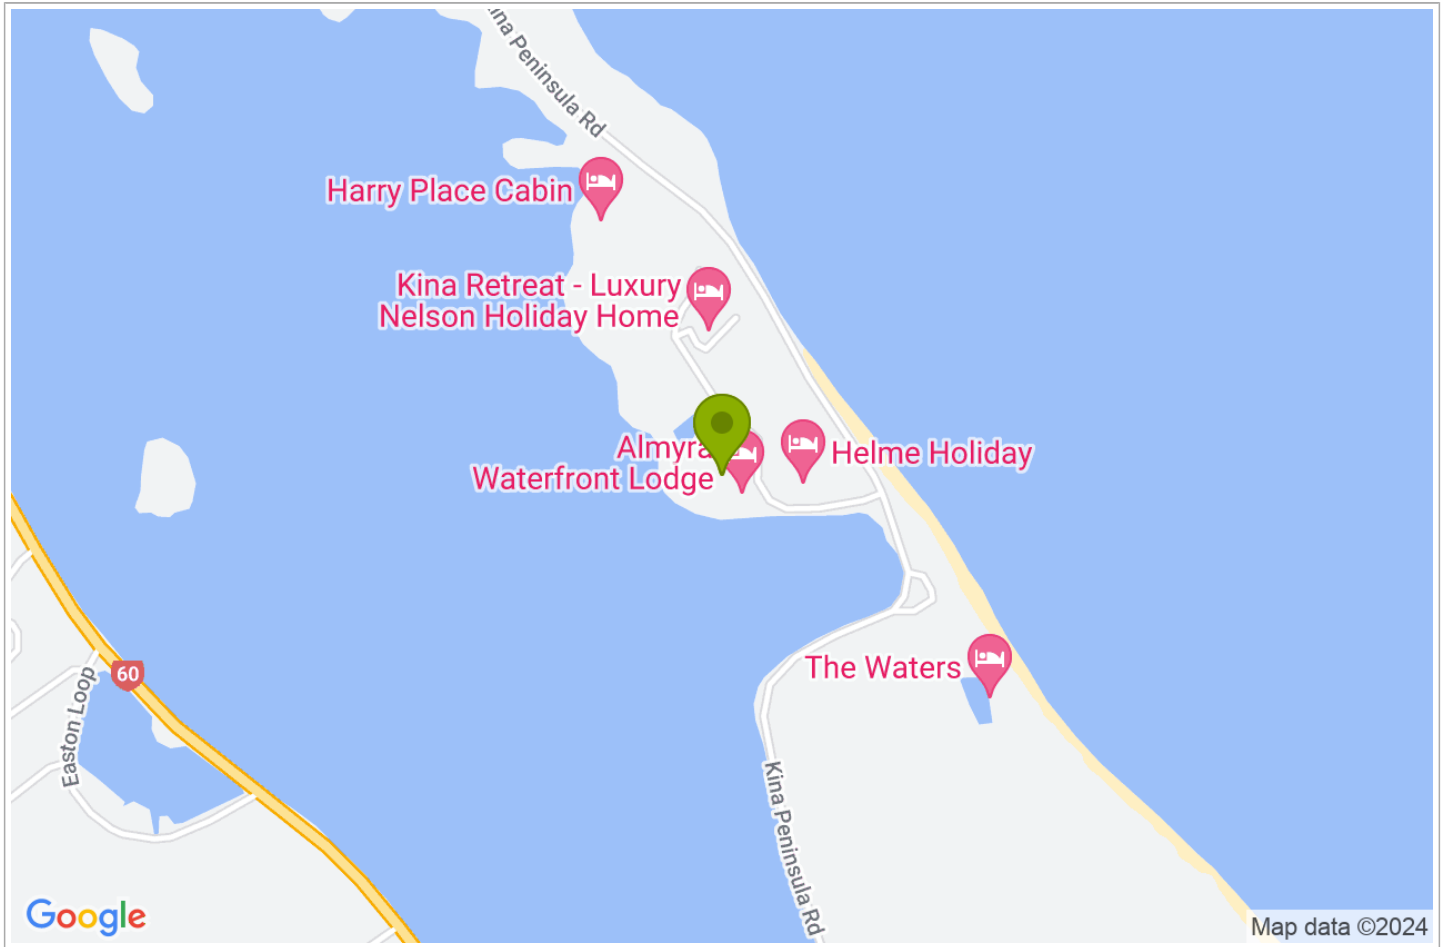 Kina Peninsula Rd
Harry Place Cabin
Kina Retreat - Luxury
Nelson Holiday Home
Almyra
Waterfront Lodge
Helme Holiday
The Waters
60
Easton Loop
Kina Peninsula Rd
Google
Map data ©2024